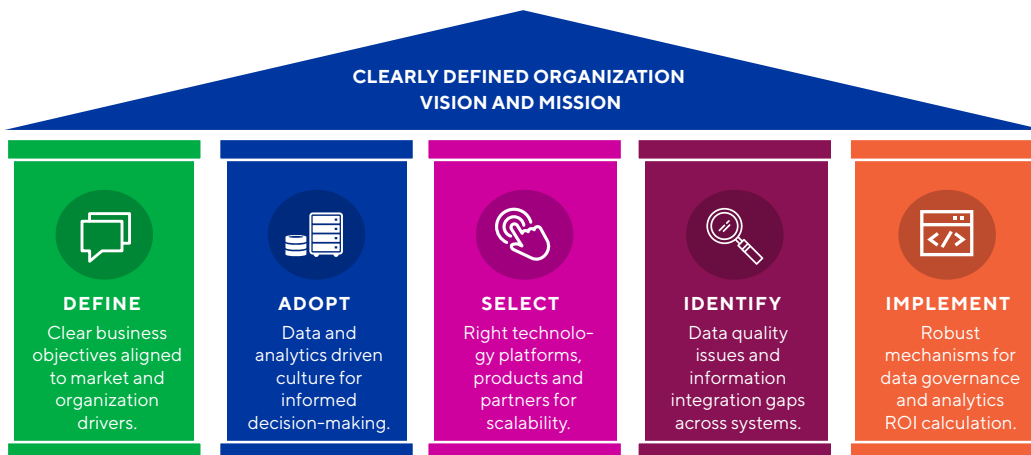 CLEARLY DEFINED ORGANIZATION
VISION AND MISSION
DEFINE
Clear business
objectives aligned
to market and
organization
drivers.
ADOPT
Data and
analytics driven
culture for
informed
decision-making.
SELECT
Right technolo-
gy platforms,
products and
partners for
scalability.
IDENTIFY
Data quality
issues and
information
integration gaps
across systems.
IMPLEMENT
Robust
mechanisms for
data governance
and analytics
ROI calculation.